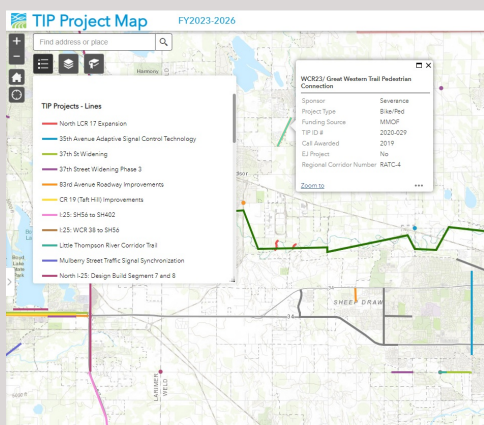 TIP Project Map
FY2023-2026
Find address or place
Harmony
TIP Projects - Lines
North LCR 17 Expansion
35th Avenue Adaptive Signal Control Technology
37th St Widening
37th Street Widening Phase 3
83rd Avenue Roadway Improvements
CR 19 (Taft Hill) Improvements
I-25: SH56 to SH402
I-25: WCR 38 to SH56
Little Thompson River Corridor Trail
Mulberry Street Traffic Signal Synchronization
North I-25: Design Build Segment 7 and 8
WCR23/ Great Western Trail Pedestrian
Connection
Sponsor Severance
Project Type Bike/Ped
Funding Source MMOF
TIP ID # 2020-029
Call Awarded 2019
EJ Project No
Regional Corridor Number RATC-4
Zoom to
Boyd
Lake
State
Park
SHEEP DRAW
34
LARIMER
WELD